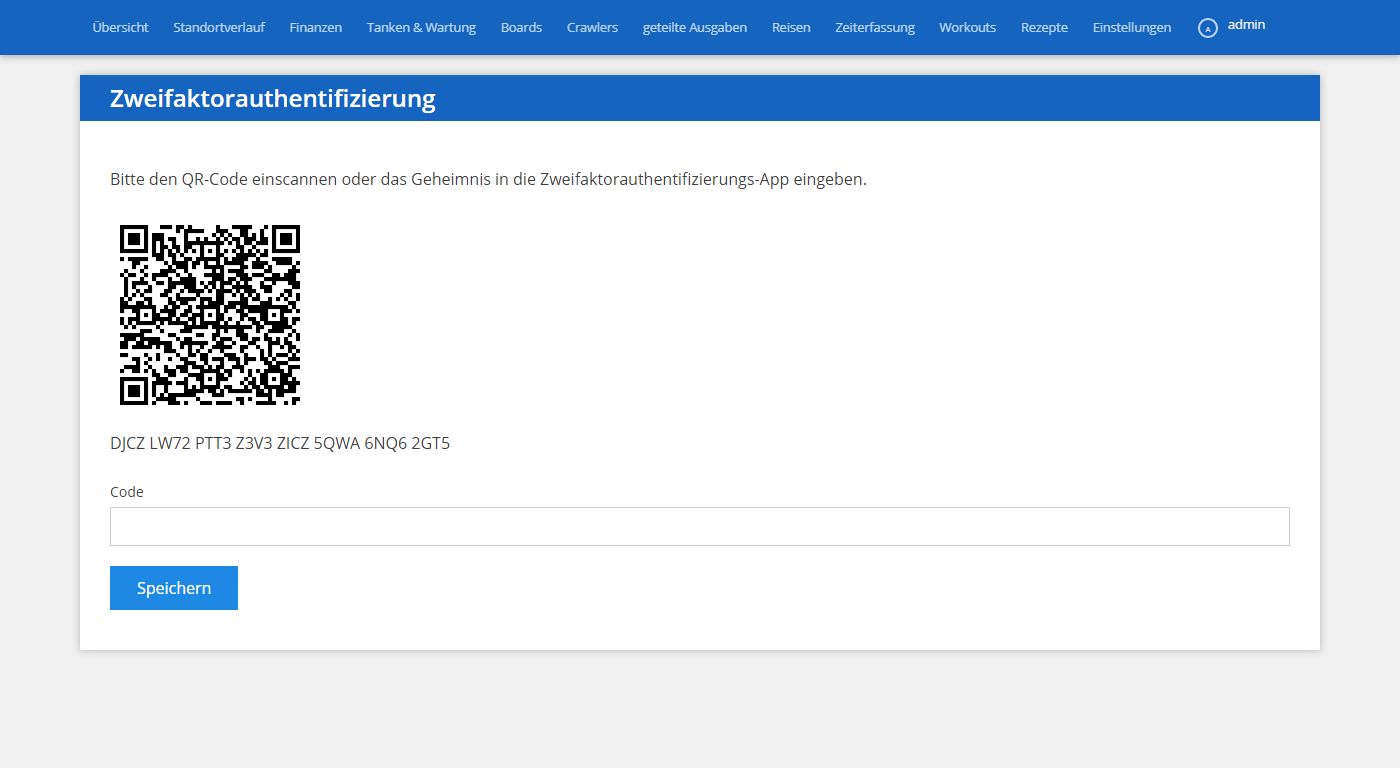 Übersicht Standortverlauf Finanzen Tanken & Wartung Boards Crawlers geteilte Ausgaben Reisen Zeiterfassung Workouts Rezepte Einstellungen A admin
Zweifaktorauthentifizierung
Bitte den QR-Code einscannen oder das Geheimnis in die Zweifaktorauthentifizierungs-App eingeben.
DJCZ LW72 PTT3 Z3V3 ZICZ 5QWA 6NQ6 2GT5
Code
Speichern